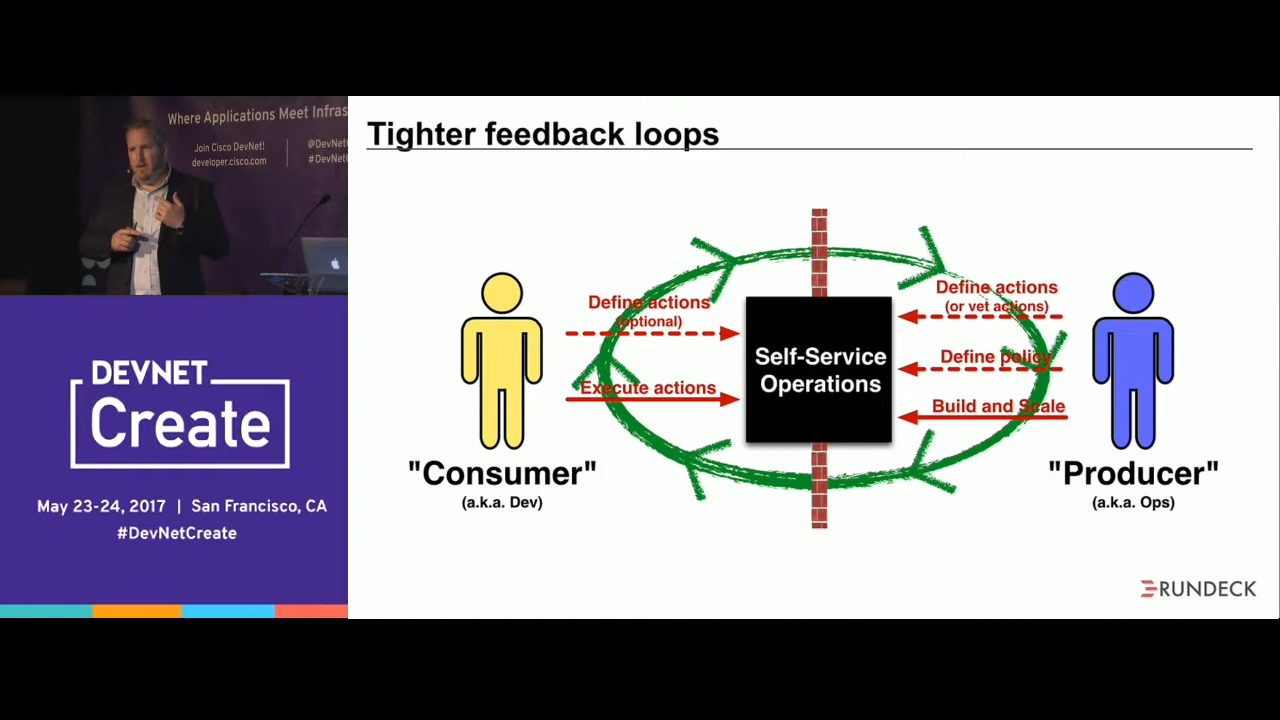 Where Applications Meet Infras
Join Cisco DevNet!
developer.cisco.com
@DevNet
#DevNet
DEVNET
Create
May 23-24, 2017 | San Francisco, CA
#DevNetCreate
Tighter feedback loops
Define actions
(optional)
Execute actions
"Consumer"
(a.k.a. Dev)
Self-Service
Operations
Define actions
(or vet actions)
Define policy
Build and Scale
"Producer"
(a.k.a. Ops)
RUNDECK